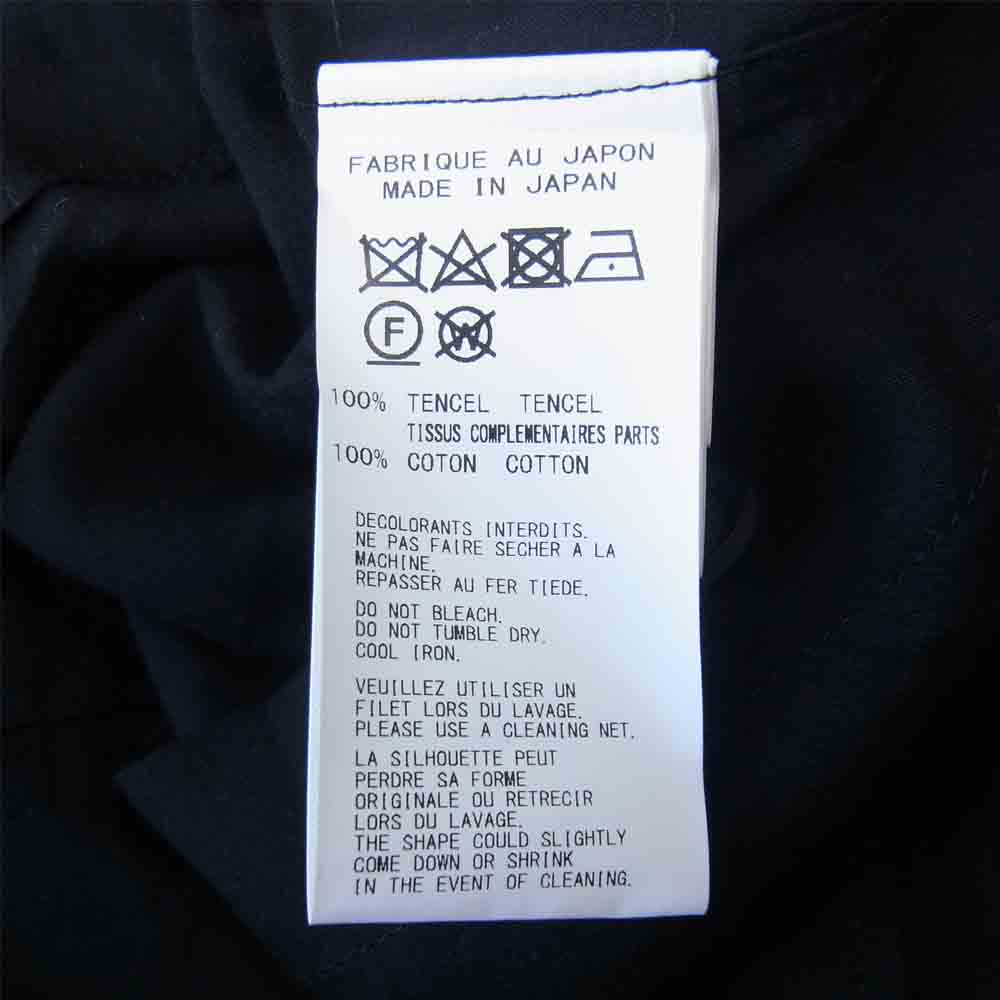 FABRIQUE AU JAPON
MADE IN JAPAN
F W
100% TENCEL TENCEL
TISSUS COMPLEMENTAIRES PARTS
100% COTON COTTON
DECOLORANTS INTERDITS.
NE PAS FAIRE SECHER A LA
MACHINE.
REPASSER AU FER TIEDE.
DO NOT BLEACH.
DO NOT TUMBLE DRY.
COOL IRON.
VEUILLEZ UTILISER UN
FILET LORS DU LAVAGE.
PLEASE USE A CLEANING NET.
LA SILHOUETTE PEUT
PERDRE SA FORME
ORIGINALE OU RETRECIR
LORS DU LAVAGE.
THE SHAPE COULD SLIGHTLY
COME DOWN OR SHRINK
IN THE EVENT OF CLEANING.